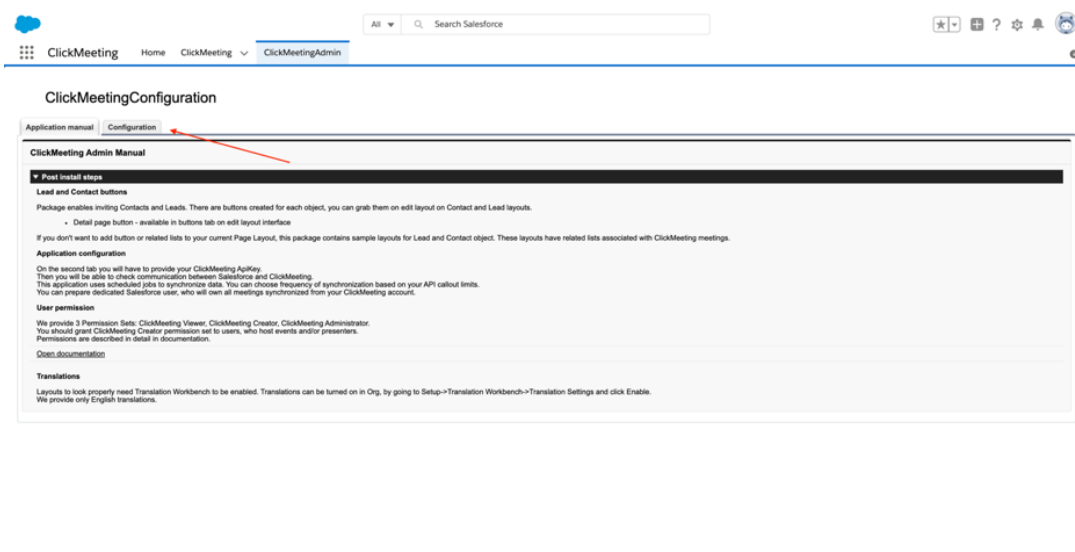 All
Search Salesforce
ClickMeeting
Home
ClickMeeting
ClickMeetingAdmin
ClickMeetingConfiguration
Application manual
Configuration
ClickMeeting Admin Manual
Post install steps
Lead and Contact buttons
Package enables inviting Contacts and Leads. There are buttons created for each object, you can grab them on edit layout on Contact and Lead layouts.
Detail page button - available in buttons tab on edit layout interface
If you don't want to add button or related lists to your current Page Layout, this package contains sample layouts for Lead and Contact object. These layouts have related lists associated with ClickMeeting meetings.
Application configuration
On the second tab you will have to provide your ClickMeeting ApiKey.
Then you will be able to check communication between Salesforce and ClickMeeting.
This application uses scheduled jobs to synchronize data. You can choose frequency of synchronization based on your API callout limits.
You can prepare dedicated Salesforce user, who will own all meetings synchronized from your ClickMeeting account.
User permission
We provide 3 Permission Sets: ClickMeeting Viewer, ClickMeeting Creator, ClickMeeting Administrator.
You should grant ClickMeeting Creator permission set to users, who host events and/or presenters.
Permissions are described in detail in documentation.
Open documentation
Translations
Layouts to look properly need Translation Workbench to be enabled. Translations can be turned on in Org, by going to Setup->Translation Workbench->Translation Settings and click Enable.
We provide only English translations.